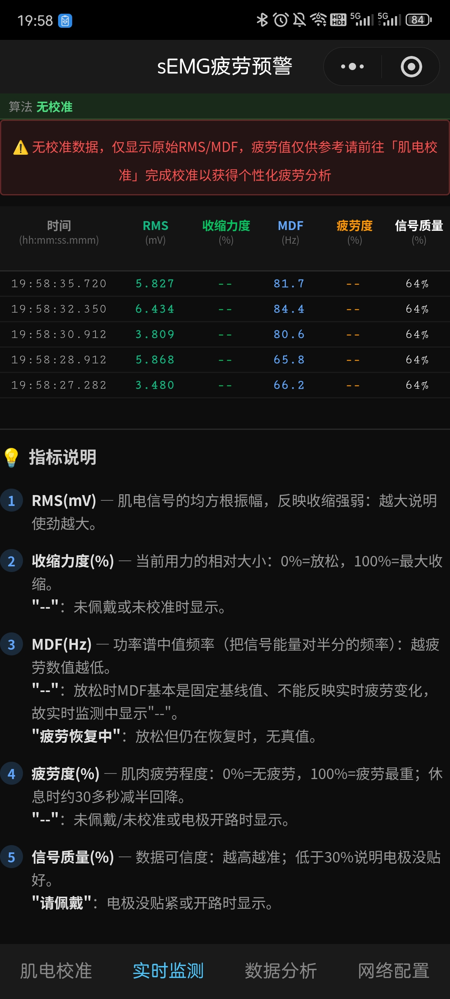 19:58
HD1 HD2 5G 5G 84
sEMG疲劳预警
算法 无校准
⚠️ 无校准数据，仅显示原始RMS/MDF，疲劳值仅供参考请前往「肌电校
准」完成校准以获得个性化疲劳分析
时间 RMS 收缩力度 MDF 疲劳度 信号质量
(hh:mm:ss.mmm) (mV) (%) (Hz) (%) (%)
19:58:35.720 5.827 -- 81.7 -- 64%
19:58:32.350 6.434 -- 84.4 -- 64%
19:58:30.912 3.809 -- 80.6 -- 64%
19:58:28.912 5.868 -- 65.8 -- 64%
19:58:27.282 3.480 -- 66.2 -- 64%
💡 指标说明
1 RMS(mV) — 肌电信号的均方根振幅，反映收缩强弱：越大说明
使劲越大。
2 收缩力度(%) — 当前用力的相对大小：0%=放松，100%=最大收
缩。
"--"：未佩戴或未校准时显示。
3 MDF(Hz) — 功率谱中值频率（把信号能量对半分的频率）：越疲
劳数值越低。
"--"：放松时MDF基本是固定基线值、不能反映实时疲劳变化，
故实时监测中显示"--"。
"疲劳恢复中"：放松但仍在恢复时，无真值。
4 疲劳度(%) — 肌肉疲劳程度：0%=无疲劳，100%=疲劳最重；休
息时约30多秒减半回降。
"--"：未佩戴/未校准或电极开路时显示。
5 信号质量(%) — 数据可信度：越高越准；低于30%说明电极没贴
好。
"请佩戴"：电极没贴紧或开路时显示。
肌电校准 实时监测 数据分析 网络配置